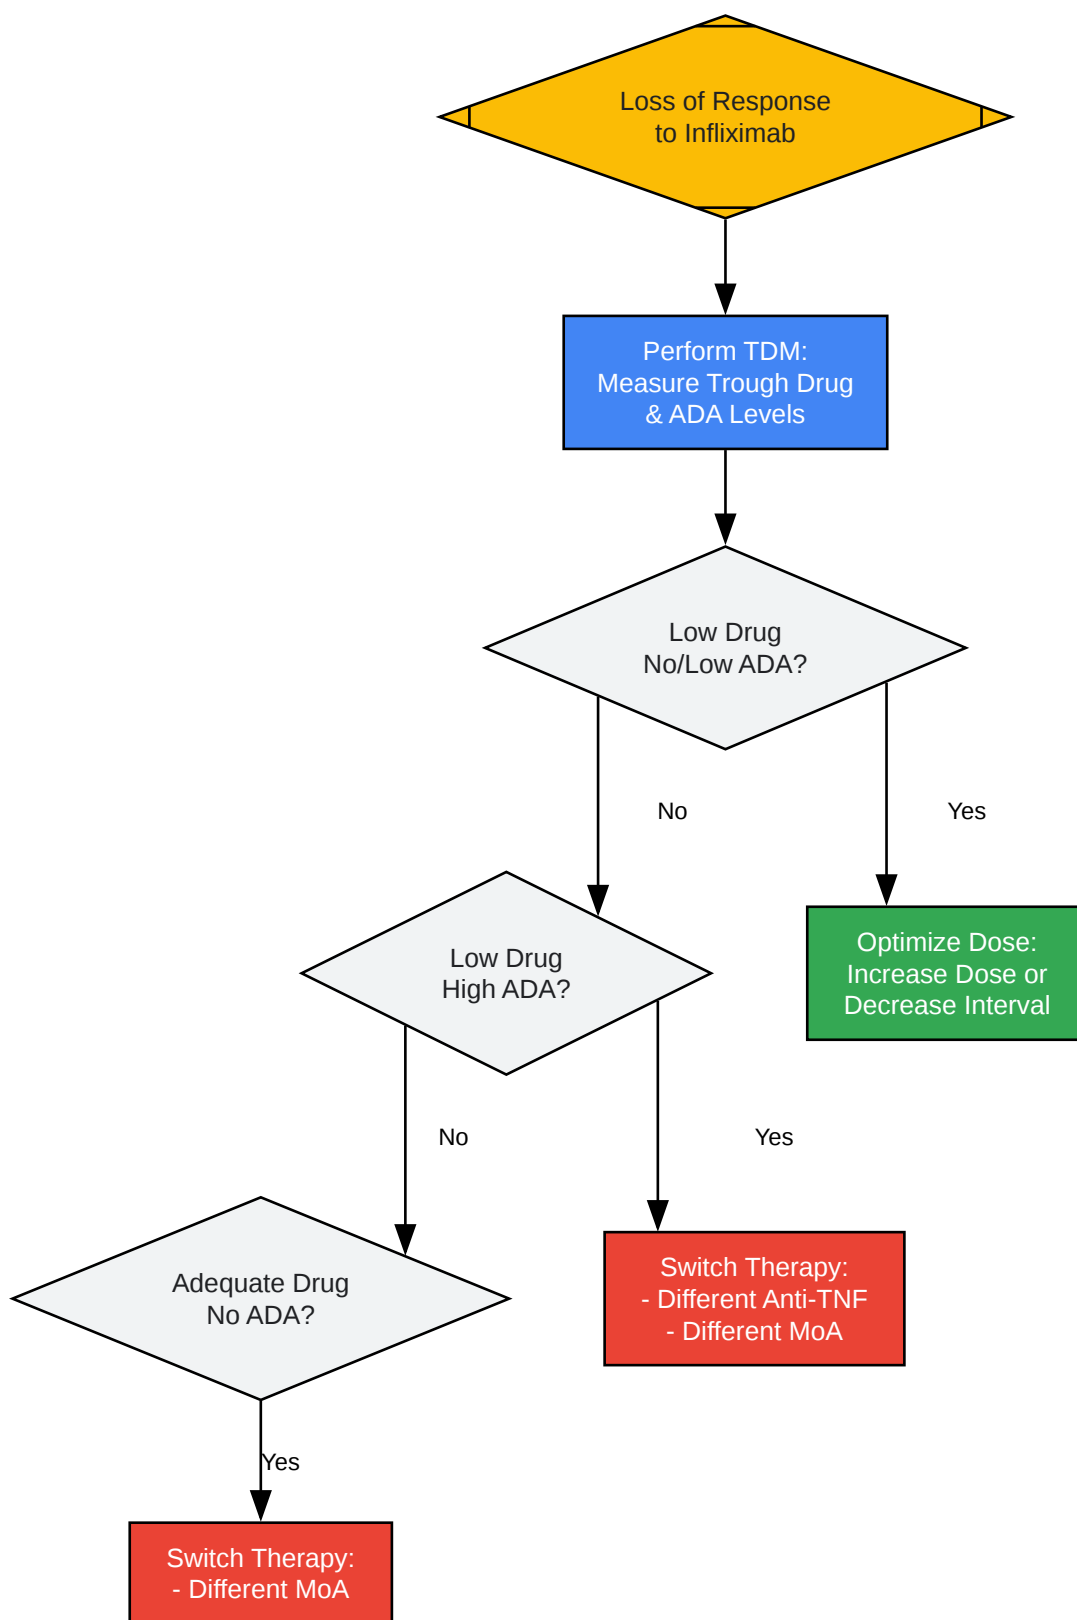 Loss of Response
to Infliximab
Perform TDM:
Measure Trough Drug
& ADA Levels
Low Drug
No/Low ADA?
No
Yes
Low Drug
High ADA?
Optimize Dose:
Increase Dose or
Decrease Interval
No
Yes
Adequate Drug
No ADA?
Switch Therapy:
- Different Anti-TNF
- Different MoA
Yes
Switch Therapy:
- Different MoA